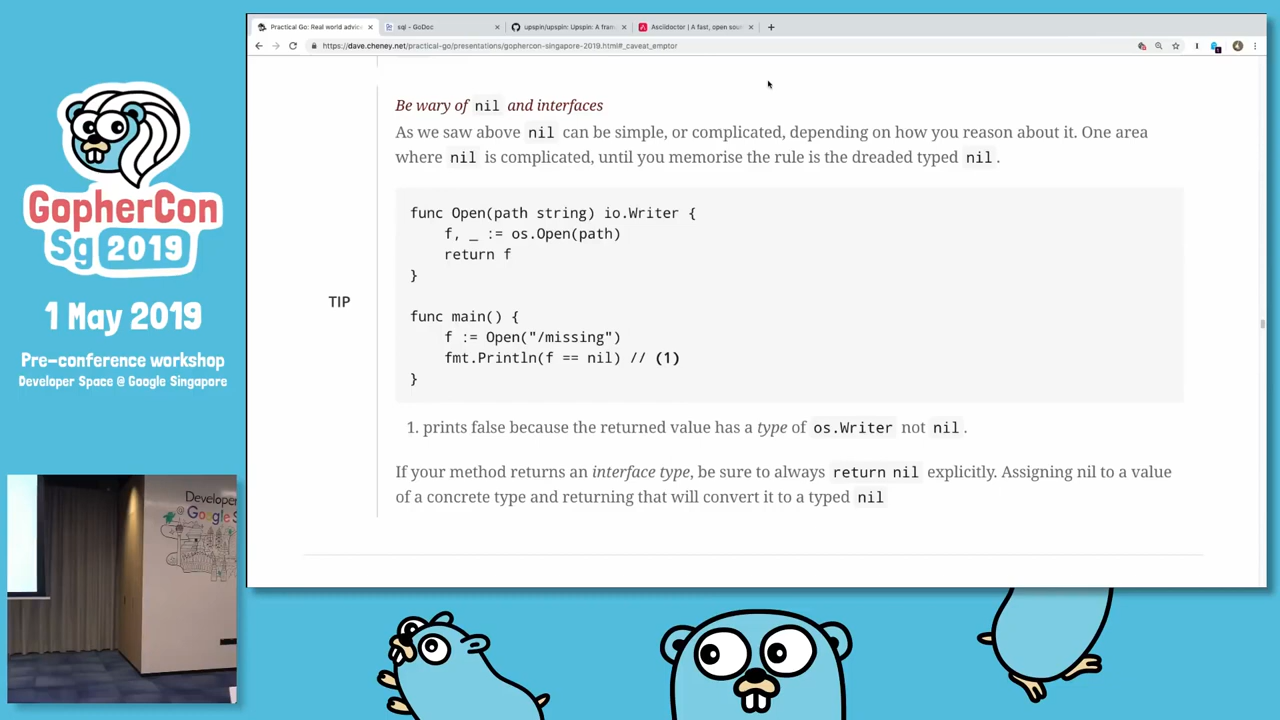 GopherCon
Sg 2019
1 May 2019
Pre-conference workshop
Developer Space @ Google Singapore
Practical Go: Real world advic
sql - GoDoc
upspin/upspin: Upspin: A fram
Asciidoctor | A fast, open sou
https://dave.cheney.net/practical-go/presentations/gophercon-singapore-2019.html#_caveat_emptor
Be wary of nil and interfaces
As we saw above nil can be simple, or complicated, depending on how you reason about it. One area
where nil is complicated, until you memorise the rule is the dreaded typed nil.
TIP
func Open(path string) io.Writer {
f, _ := os.Open(path)
return f
}
func main() {
f := Open("/missing")
fmt.Println(f == nil) // (1)
}
1. prints false because the returned value has a type of os.Writer not nil.
If your method returns an interface type, be sure to always return nil explicitly. Assigning nil to a value
of a concrete type and returning that will convert it to a typed nil
Developer
Google S